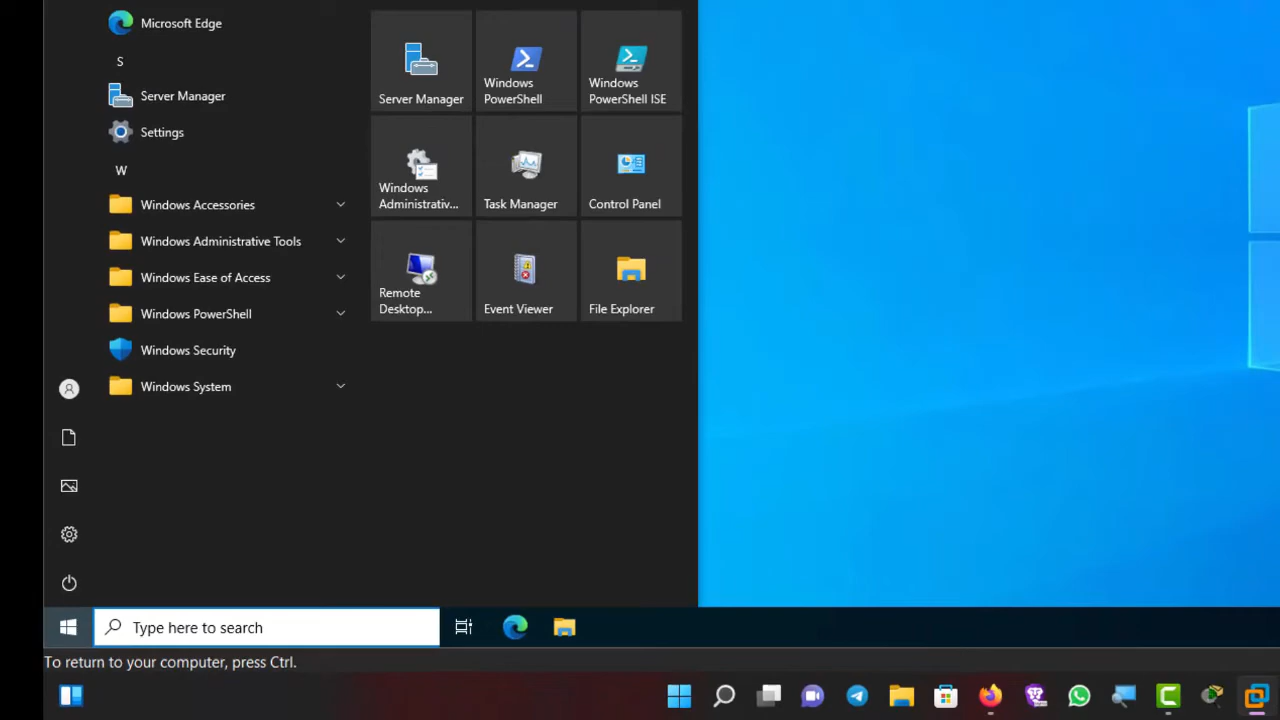 Microsoft Edge
S
Server Manager
Settings
W
Windows Accessories
Windows Administrative Tools
Windows Ease of Access
Windows PowerShell
Windows Security
Windows System
Server Manager
Windows
PowerShell
Windows
PowerShell ISE
Windows
Administrativ...
Task Manager
Control Panel
Remote
Desktop...
Event Viewer
File Explorer
Type here to search
To return to your computer, press Ctrl.